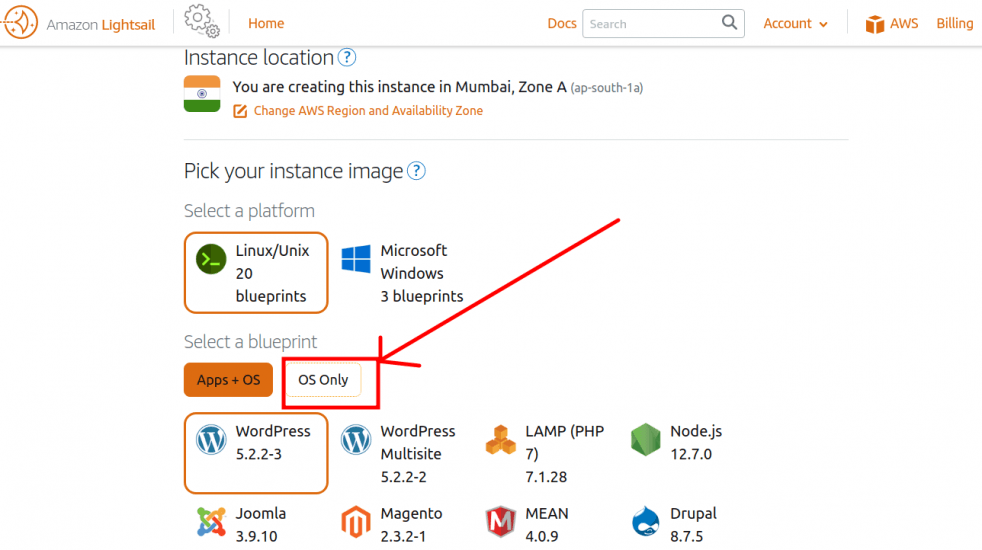 Amazon Lightsail Home Docs Search Account AWS Billing
Instance location ?
You are creating this instance in Mumbai, Zone A (ap-south-1a)
Change AWS Region and Availability Zone
Pick your instance image ?
Select a platform
Linux/Unix
20
blueprints
Microsoft
Windows
3 blueprints
Select a blueprint
Apps + OS OS Only
WordPress
5.2.2-3
WordPress
Multisite
5.2.2-2
LAMP (PHP
7)
7.1.28
Node.js
12.7.0
Joomla
3.9.10
Magento
2.3.2-1
MEAN
4.0.9
Drupal
8.7.5